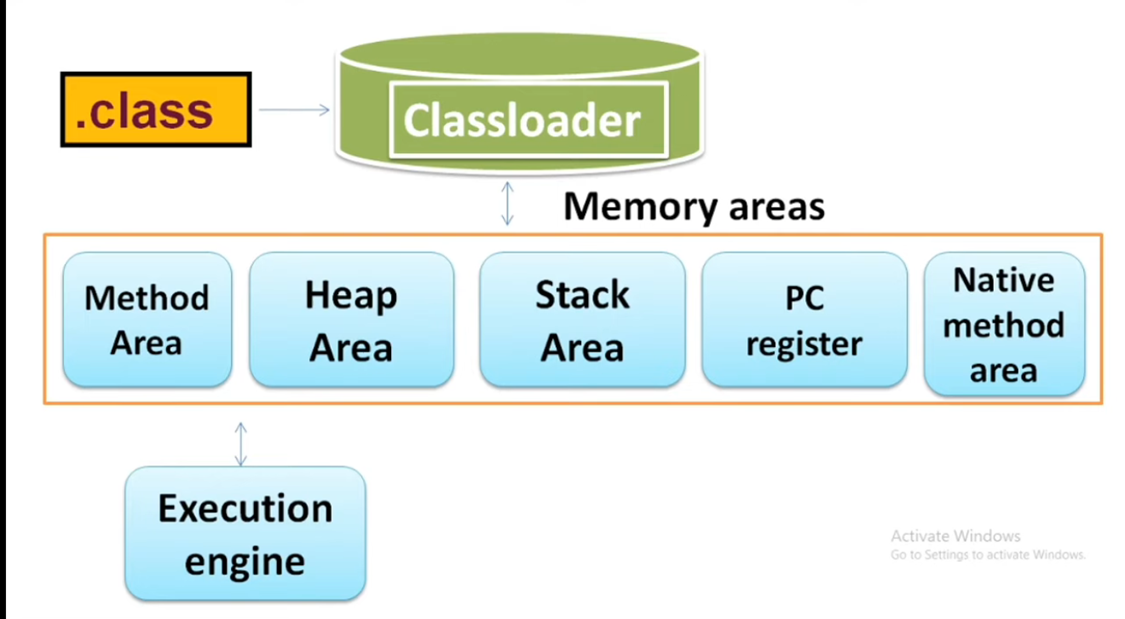 .class
Classloader
Memory areas
Method
Area
Heap
Area
Stack
Area
PC
register
Native
method
area
Execution
engine
Activate Windows
Go to Settings to activate Windows.